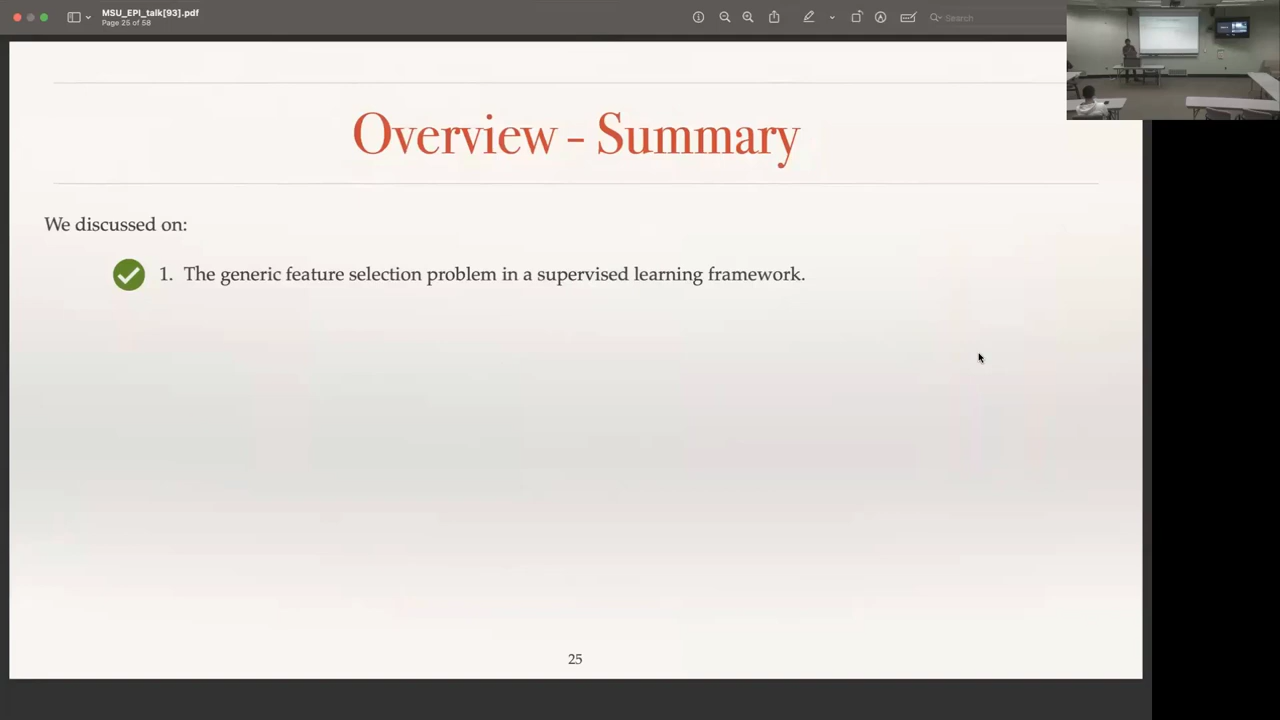 MSU_EPI_talk[93].pdf
Page 25 of 58
Search
Overview - Summary
We discussed on:
1. The generic feature selection problem in a supervised learning framework.
25